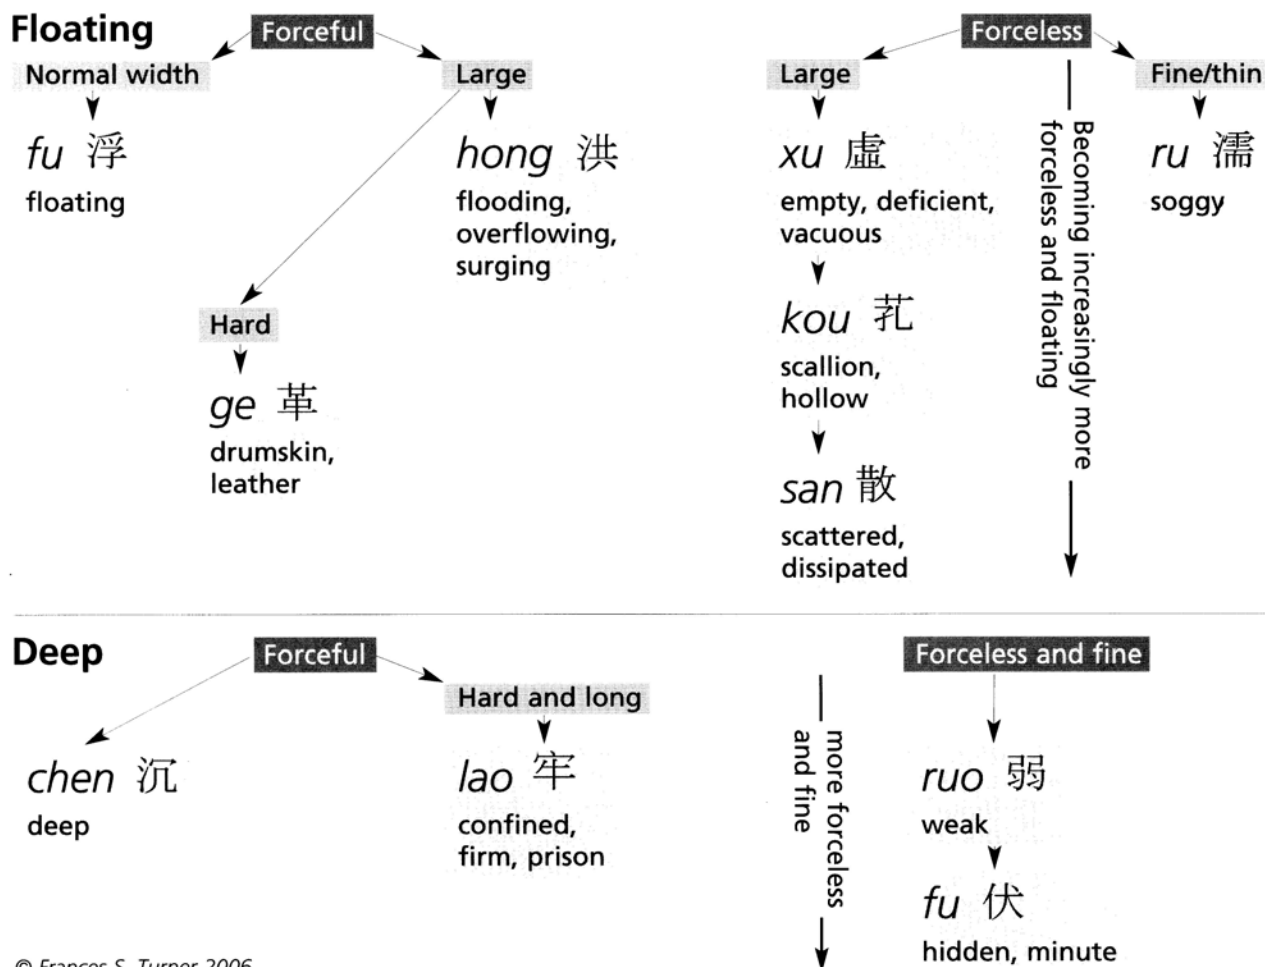 Floating
Forceful
Forceless
Normal width
Large
Large
Fine/thin
fu 浮
floating
hong 洪
flooding,
overflowing,
surging
xu 虛
empty, deficient,
vacuous
ru 濡
soggy
Becoming increasingly more
forceless and floating
Hard
ge 革
drumskin,
leather
kou 芤
scallion,
hollow
san 散
scattered,
dissipated
Deep
Forceful
Forceless and fine
Hard and long
chen 沉
deep
lao 牢
confined,
firm, prison
more forceless
and fine
ruo 弱
weak
fu 伏
hidden, minute
© Frances S. Turner 2006